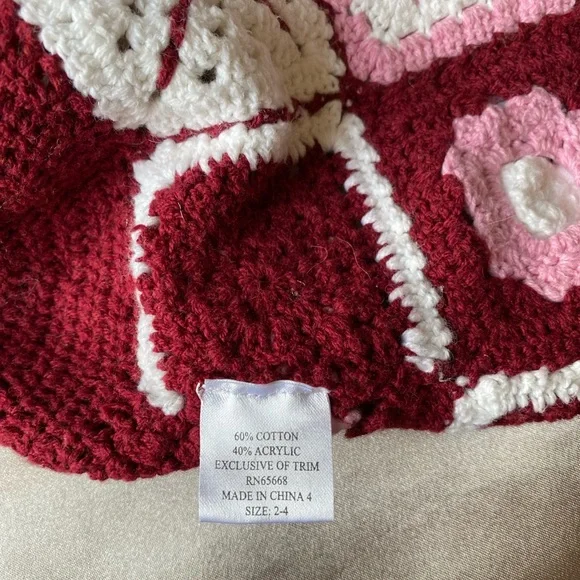 60% COTTON
40% ACRYLIC
EXCLUSIVE OF TRIM
RN65668
MADE IN CHINA 4
SIZE: 2-4